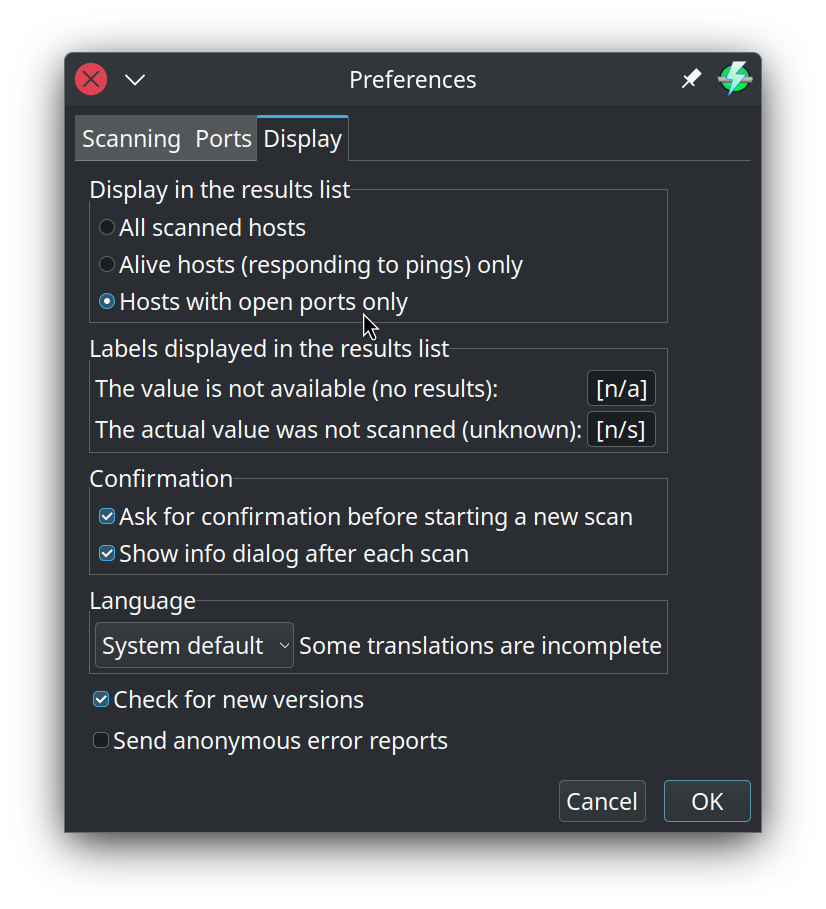 Preferences
Scanning Ports Display
Display in the results list
All scanned hosts
Alive hosts (responding to pings) only
Hosts with open ports only
Labels displayed in the results list
The value is not available (no results): [n/a]
The actual value was not scanned (unknown): [n/s]
Confirmation
Ask for confirmation before starting a new scan
Show info dialog after each scan
Language
System default Some translations are incomplete
Check for new versions
Send anonymous error reports
Cancel OK